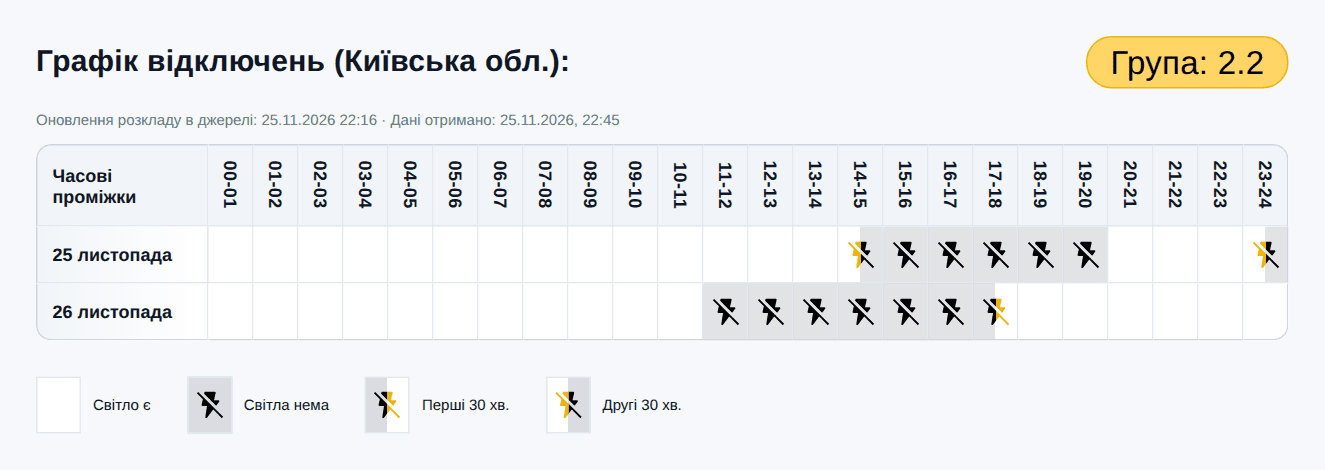 Графік відключень (Київська обл.):
Група: 2.2
Оновлення розкладу в джерелі: 25.11.2026 22:16 · Дані отримано: 25.11.2026, 22:45
Часові
проміжки
00-01
01-02
02-03
03-04
04-05
05-06
06-07
07-08
08-09
09-10
10-11
11-12
12-13
13-14
14-15
15-16
16-17
17-18
18-19
19-20
20-21
21-22
22-23
23-24
25 листопада
26 листопада
Світло є
Світла нема
Перші 30 хв.
Другі 30 хв.